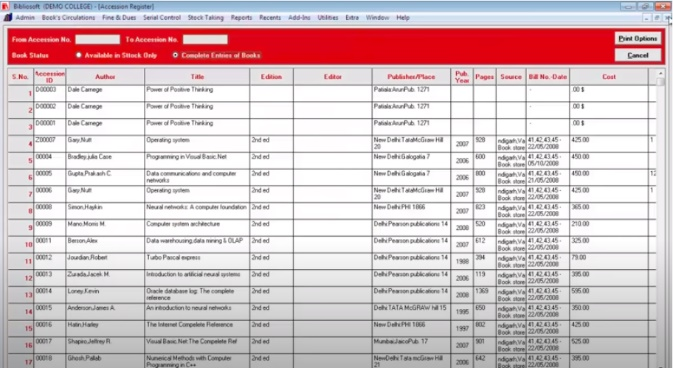 Bibliosoft (DEMO COLLEGE) - [Accession Register]
Admin Book's Circulations Fine & Dues Serial Control Stock Taking Reports Recents Add-Ins Utilities Extra Window Help
From Accession No. To Accession No. Print Options
Book Status Available in Sttock Only Complete Entries of Books Cancel
S.No. Accession ID Author Title Edition Editor Publisher/Place Pub. Year Pages Source Bill No.-Date Cost
1 D00003 Dale Carnege Power of Positive Thinking Patiala:ArunPub. 1271 - .00 $
2 D00002 Dale Carnege Power of Positive Thinking Patiala:ArunPub. 1271 - .00 $
3 D00001 Dale Carnege Power of Positive Thinking Patiala:ArunPub. 1271 - .00 $
4 Z00007 Gary,Nutt Operating system 2nd ed New Delhi:TataMcGraw Hill 20 2007 928 ndigarh,Va Book store 41,42,43,45 - 22/05/2008 425.00 1
5 00004 Bradley,julia Case Programming in Visual Basic.Net 2nd ed New Delhi:Galogatia 7 2006 600 ndigarh,Va Book store 41,42,43,45 - 05/10/2008 450.00
6 00005 Gupta,Prakash C. Data communications and computer networks 2nd ed New Delhi:Galogatia 7 2006 800 ndigarh,Va Book store 41,42,43,45 - 21/05/2008 450.00 12
7 00006 Gary,Nutt Operating system 2nd ed New Delhi:TataMcGraw Hill 20 2007 928 ndigarh,Va Book store 41,42,43,45 - 22/05/2008 425.00 1
8 00008 Simon,Haykin Neural networks: A computer foundation 2nd ed New Delhi:PHI 1866 2007 823 ndigarh,Va Book store 41,42,43,45 - 22/05/2008 365.00
9 00009 Mano,Morris M. Computer system architecture Delhi:Pearson publications 14 2008 520 ndigarh,Va Book store 41,42,43,45 - 22/05/2008 210.00
10 00011 Berson,Alex Data warehousing,data mining & OLAP 2nd ed Delhi:Pearson publications 14 2007 612 ndigarh,Va Book store 41,42,43,45 - 22/05/2008 325.00
11 00012 Jourdian,Robert Turbo Pascal express 2nd ed Delhi:Pearson publications 14 1988 394 ndigarh,Va Book store 41,42,43,45 - 22/05/2008 79.00
12 00013 Zurada,Jacek M. Introduction to artificial neural systems 2nd ed Delhi:Pearson publications 14 2006 119 ndigarh,Va Book store 41,42,43,45 - 22/05/2008 395.00
13 00014 Loney,Kevin Oracle database log: The complete reference 2nd ed Delhi:Pearson publications 14 2008 1369 ndigarh,Va Book store 41,42,43,45 - 22/05/2008 595.00
14 00015 Anderson,James A. An introduction to neural networks 2nd ed Delhi:TATA McGRAW hill 15 1995 650 ndigarh,Va Book store 41,42,43,45 - 22/05/2008 350.00
15 00016 Hahn,Harley The Internet Compelete Reference 2nd ed New Delhi:PHI 1866 1997 802 ndigarh,Va Book store 41,42,43,45 - 22/05/2008 425.00
16 00017 Shapiro,Jeffrey R. Visual Basic.Net:The Compelete Ref 2nd ed Mumbai:JaicoPub. 17 2007 901 ndigarh,Va Book store 41,42,43,45 - 22/05/2008 525.00
17 00018 Ghosh,Pallab Numerical Methods with Computer Programming in C++ 2nd ed NewDelhi:Tata mcGraw Hill 21 2006 642 ndigarh,Va Book store 41,42,43,45 - 22/05/2008 395.00